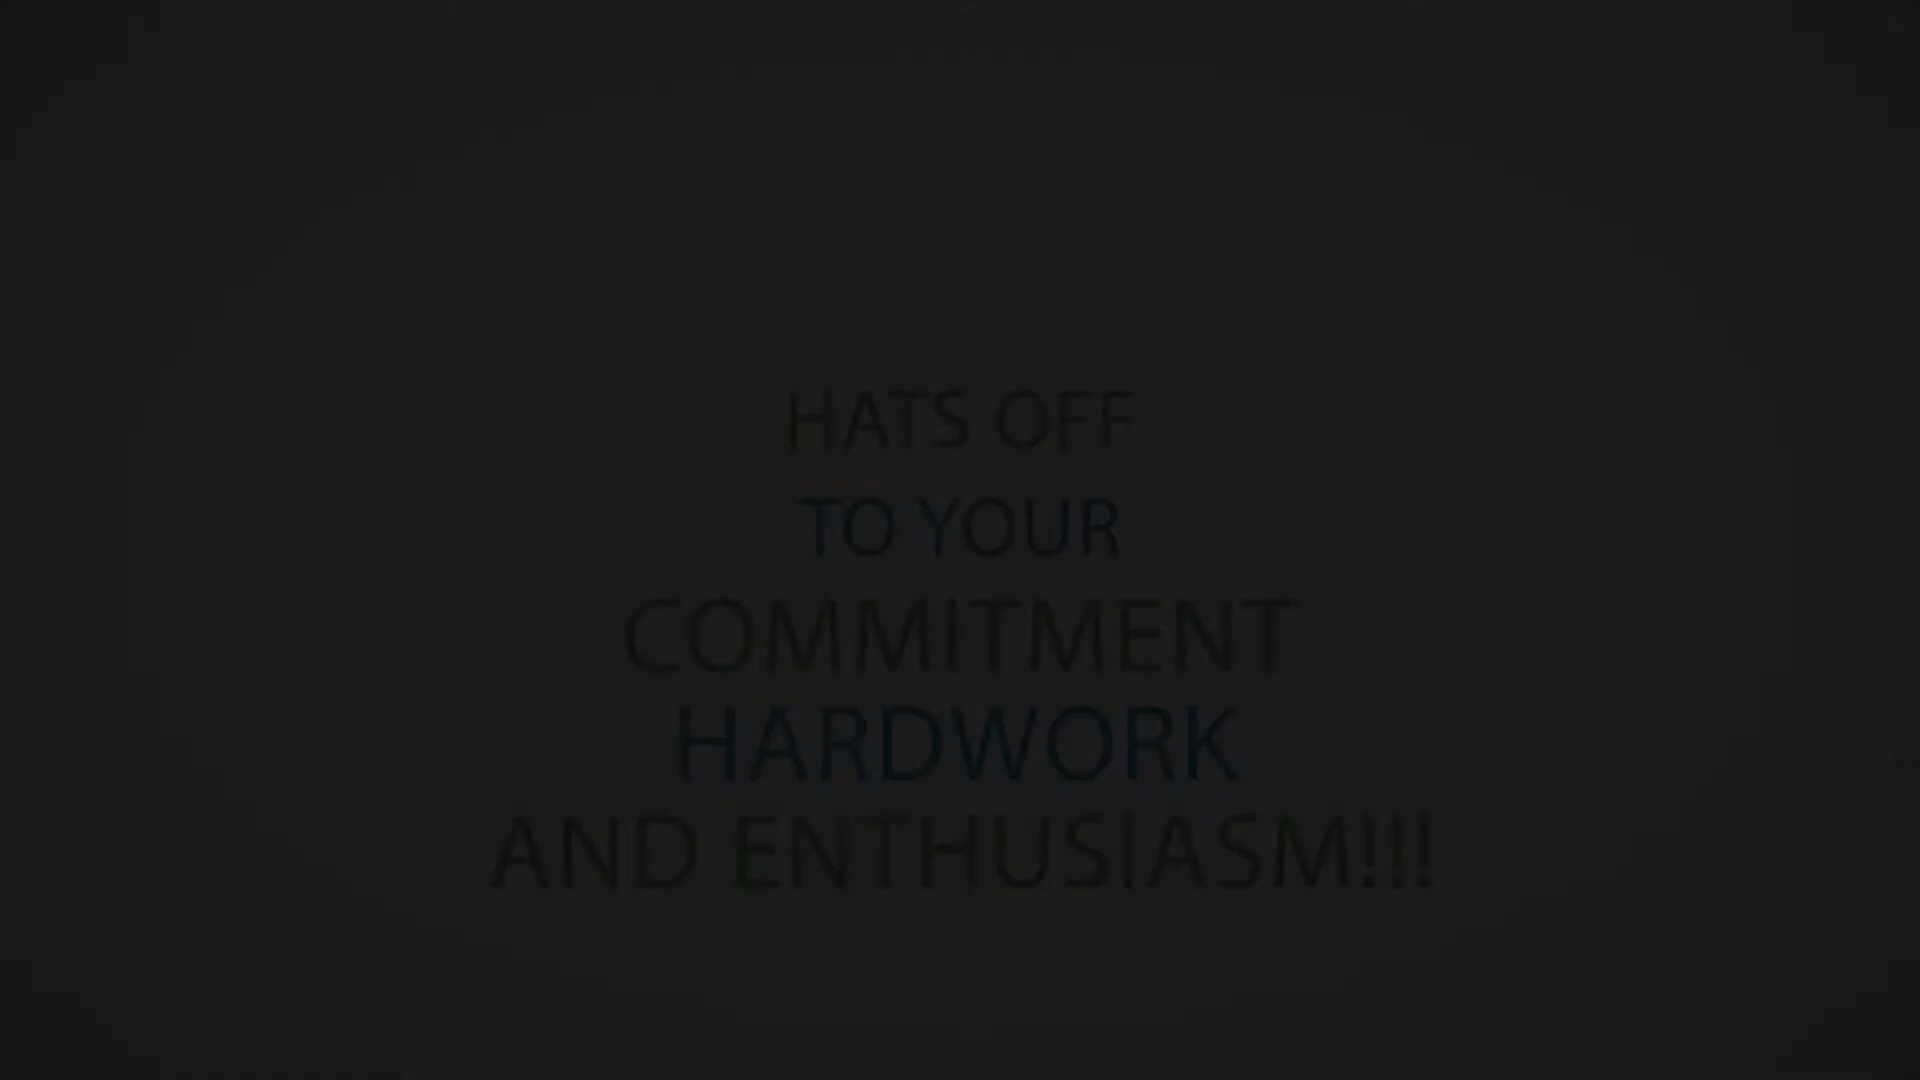 HATS OFF
TO YOUR
COMMITMENT
HARDWORK
AND ENTHUSIASM!!!